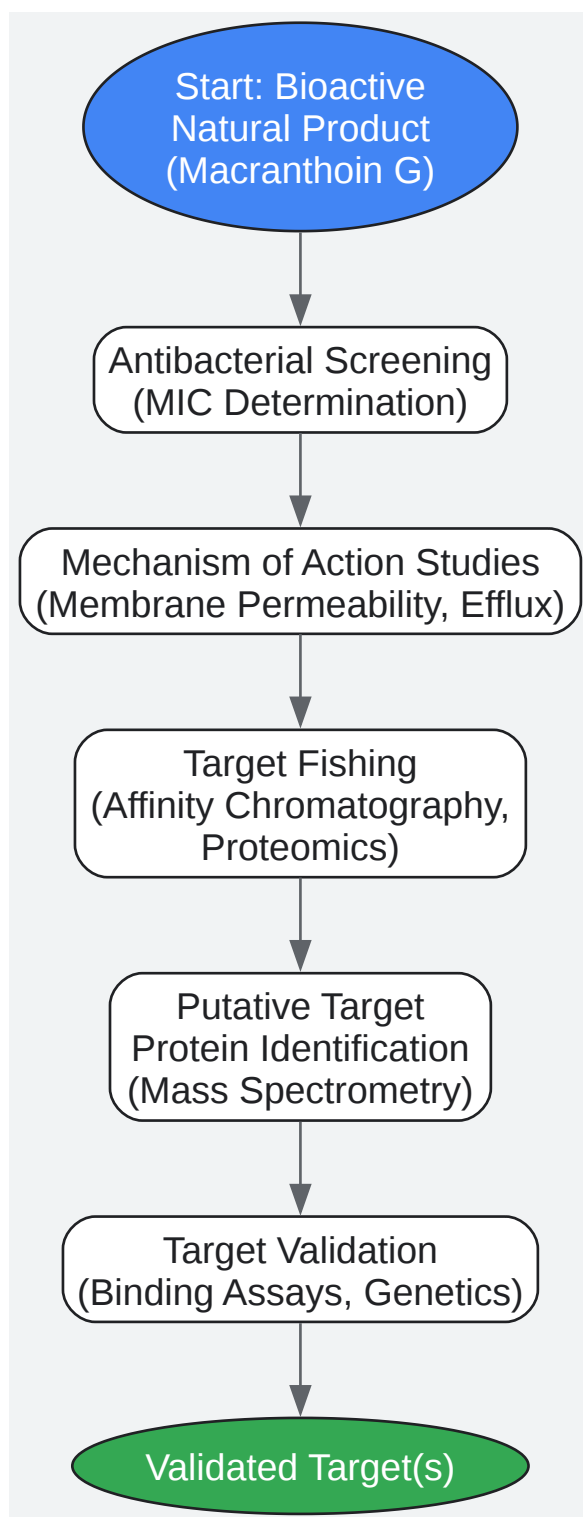 Start: Bioactive
Natural Product
(Macranthoin G)
Antibacterial Screening
(MIC Determination)
Mechanism of Action Studies
(Membrane Permeability, Efflux)
Target Fishing
(Affinity Chromatography,
Proteomics)
Putative Target
Protein Identification
(Mass Spectrometry)
Target Validation
(Binding Assays, Genetics)
Validated Target(s)